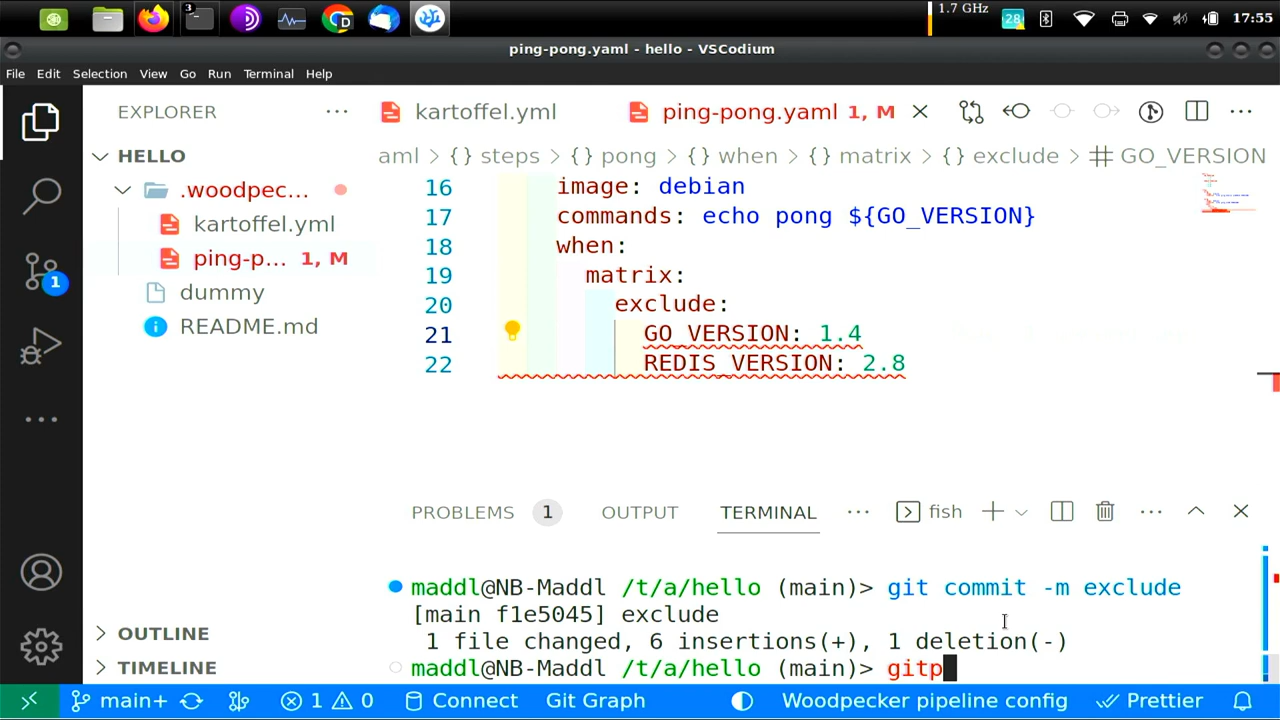 3
1.7 GHz
28
17:55
ping-pong.yaml - hello - VSCodium
File Edit Selection View Go Run Terminal Help
EXPLORER
kartoffel.yml
ping-pong.yaml 1, M
HELLO
aml > {} steps > {} pong > {} when > {} matrix > {} exclude > # GO_VERSION
.woodpec...
kartoffel.yml
ping-p... 1, M
dummy
README.md
1
16 image: debian
17 commands: echo pong ${GO_VERSION}
18 when:
19 matrix:
20 exclude:
21 GO_VERSION: 1.4
22 REDIS_VERSION: 2.8
PROBLEMS 1 OUTPUT TERMINAL ... fish
maddl@NB-Maddl /t/a/hello (main)> git commit -m exclude
[main f1e5045] exclude
1 file changed, 6 insertions(+), 1 deletion(-)
maddl@NB-Maddl /t/a/hello (main)> gitp
OUTLINE
TIMELINE
main+ 1 0 Connect Git Graph Woodpecker pipeline config Prettier